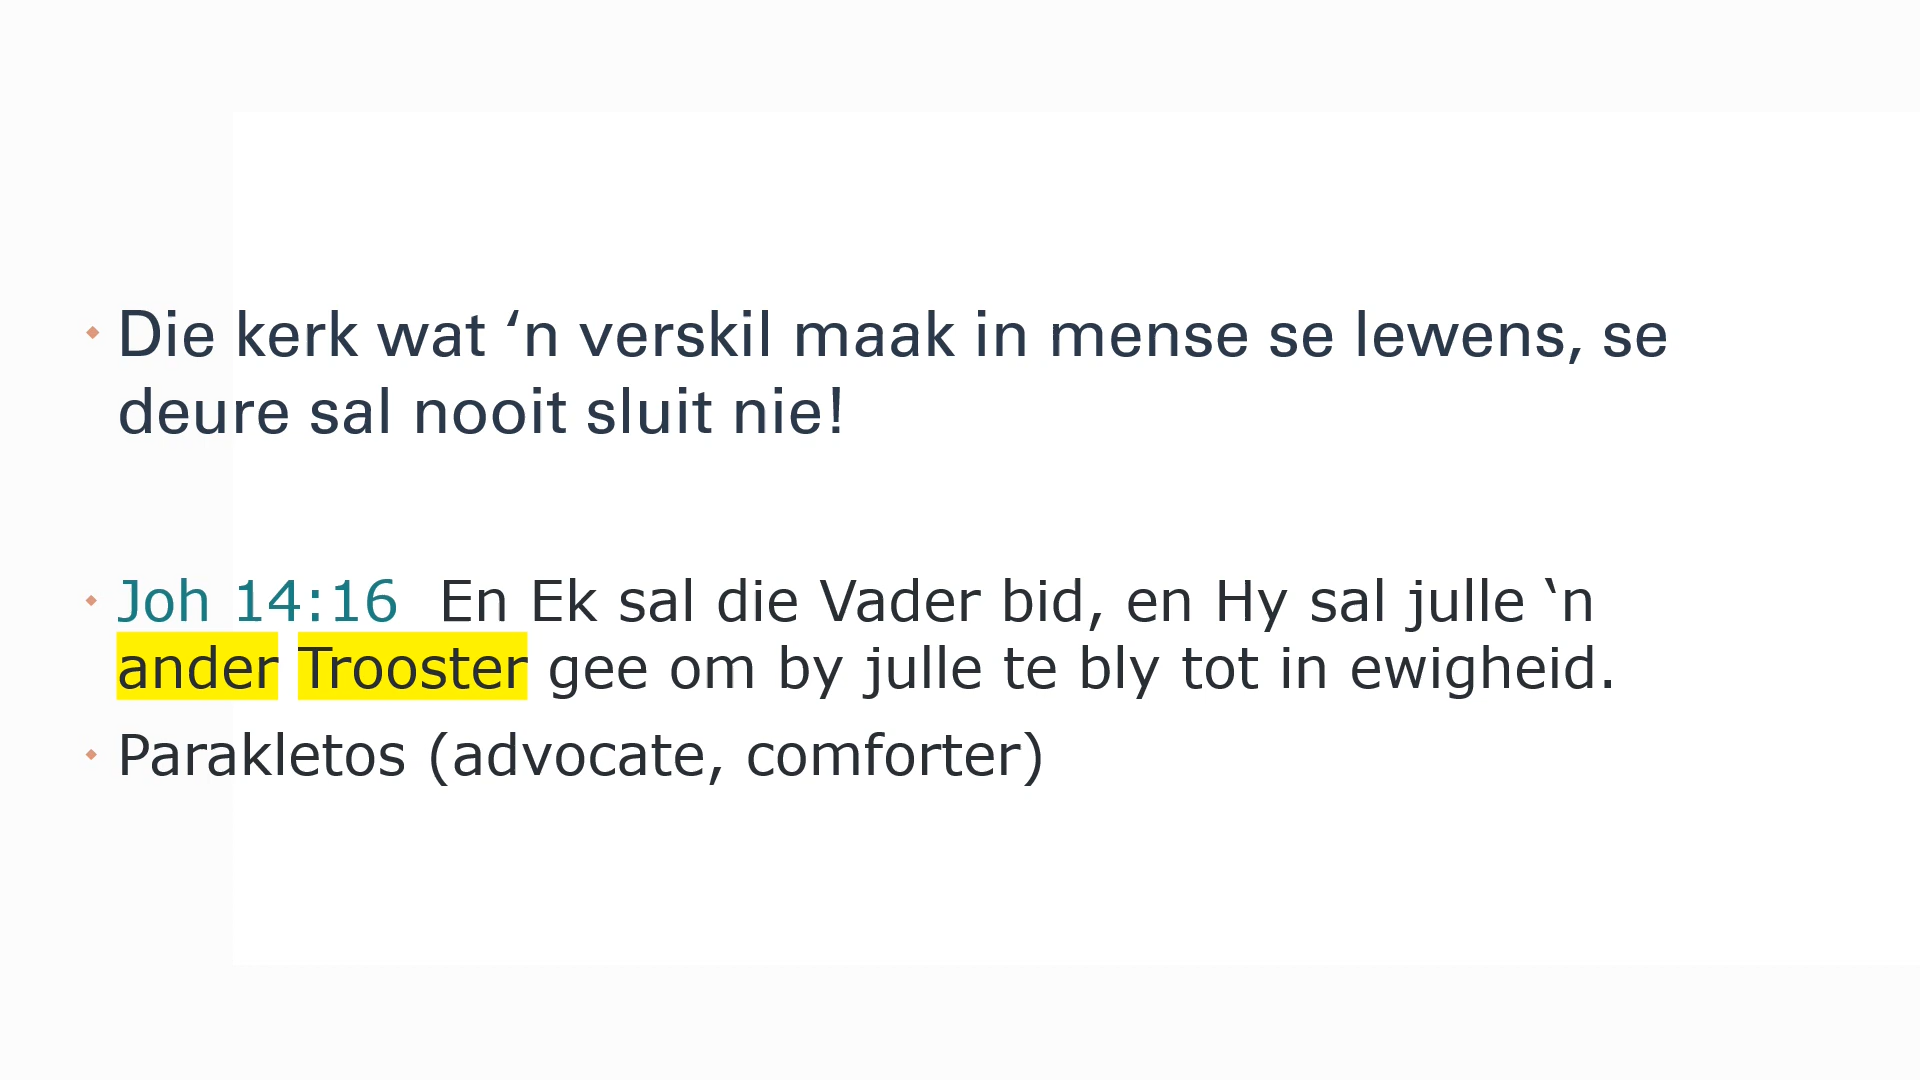 Die kerk wat ‘n verskil maak in mense se lewens, se
deure sal nooit sluit nie!
Joh 14:16 En Ek sal die Vader bid, en Hy sal julle ‛n
ander Trooster gee om by julle te bly tot in ewigheid.
Parakletos (advocate, comforter)